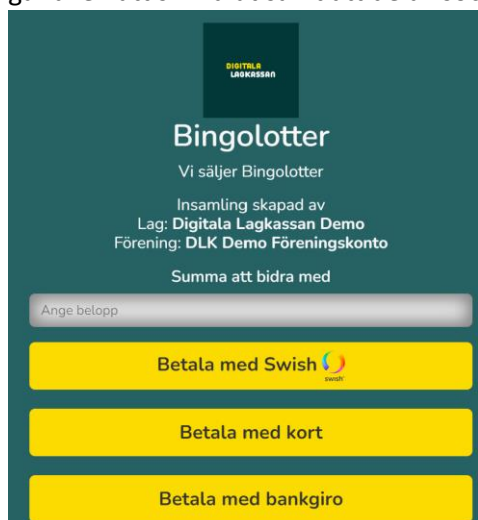 DIGITALA
LAGKASSAN
Bingolotter
Vi säljer Bingolotter
Insamling skapad av
Lag: Digitala Lagkassan Demo
Förening: DLK Demo Föreningskonto
Summa att bidra med
Ange belopp
Betala med Swish swish
Betala med kort
Betala med bankgiro